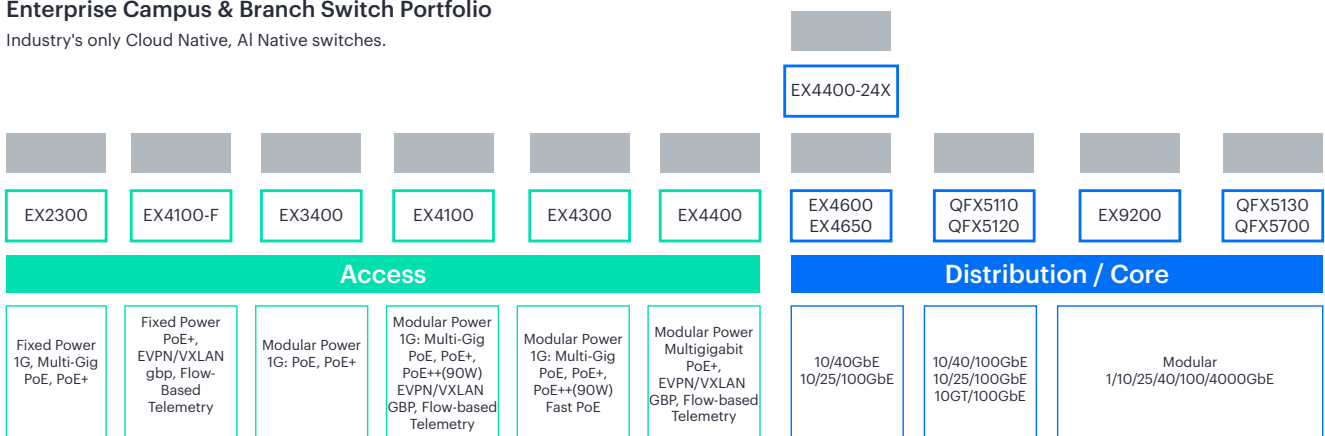 Enterprise Campus & Branch Switch Portfolio
Industry's only Cloud Native, AI Native switches.
EX4400-24X
EX2300
EX4100-F
EX3400
EX4100
EX4300
EX4400
EX4600
EX4650
QFX5110
QFX5120
EX9200
QFX5130
QFX5700
Access
Distribution / Core
Fixed Power
1G, Multi-Gig
PoE, PoE+
Fixed Power
PoE+,
EVPN/VXLAN
gbp, Flow-
Based
Telemetry
Modular Power
1G: PoE, PoE+
Modular Power
1G: Multi-Gig
PoE, PoE+,
PoE++(90W)
EVPN/VXLAN
GBP, Flow-based
Telemetry
Modular Power
1G: Multi-Gig
PoE, PoE+,
PoE++(90W)
Fast PoE
Modular Power
Multigigabit
PoE+,
EVPN/VXLAN
GBP, Flow-based
Telemetry
10/40GbE
10/25/100GbE
10/40/100GbE
10/25/100GbE
10GT/100GbE
Modular
1/10/25/40/100/4000GbE